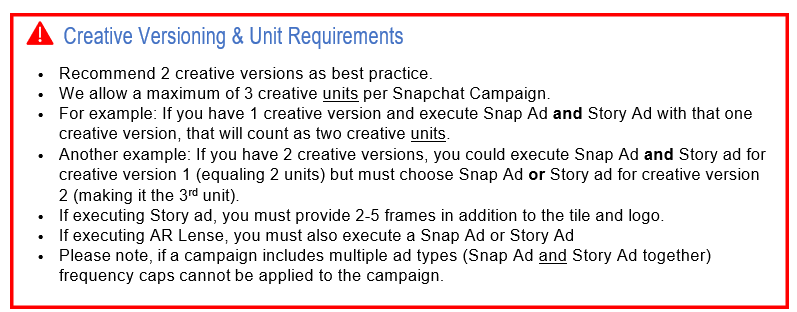 Creative Versioning & Unit Requirements
• Recommend 2 creative versions as best practice.
• We allow a maximum of 3 creative units per Snapchat Campaign.
• For example: If you have 1 creative version and execute Snap Ad and Story Ad with that one
creative version, that will count as two creative units.
• Another example: If you have 2 creative versions, you could execute Snap Ad and Story ad for
creative version 1 (equaling 2 units) but must choose Snap Ad or Story ad for creative version
2 (making it the 3rd unit).
• If executing Story ad, you must provide 2-5 frames in addition to the tile and logo.
• If executing AR Lense, you must also execute a Snap Ad or Story Ad
• Please note, if a campaign includes multiple ad types (Snap Ad and Story Ad together)
frequency caps cannot be applied to the campaign.